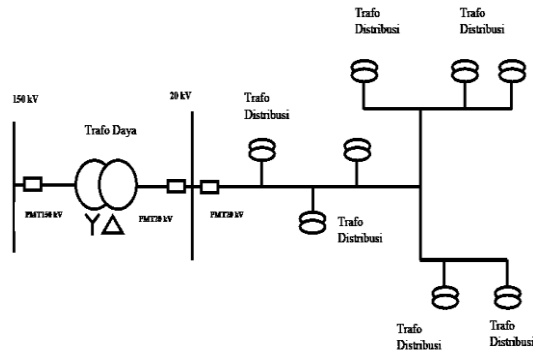 Trafo
Distribusi
Trafo
Distribusi
150 kV
20 kV
Trafo Daya
Trafo
Distribusi
PMT150 kV
PMT20 kV
PMT20 kV
Trafo
Distribusi
Trafo
Distribusi
Trafo
Distribusi